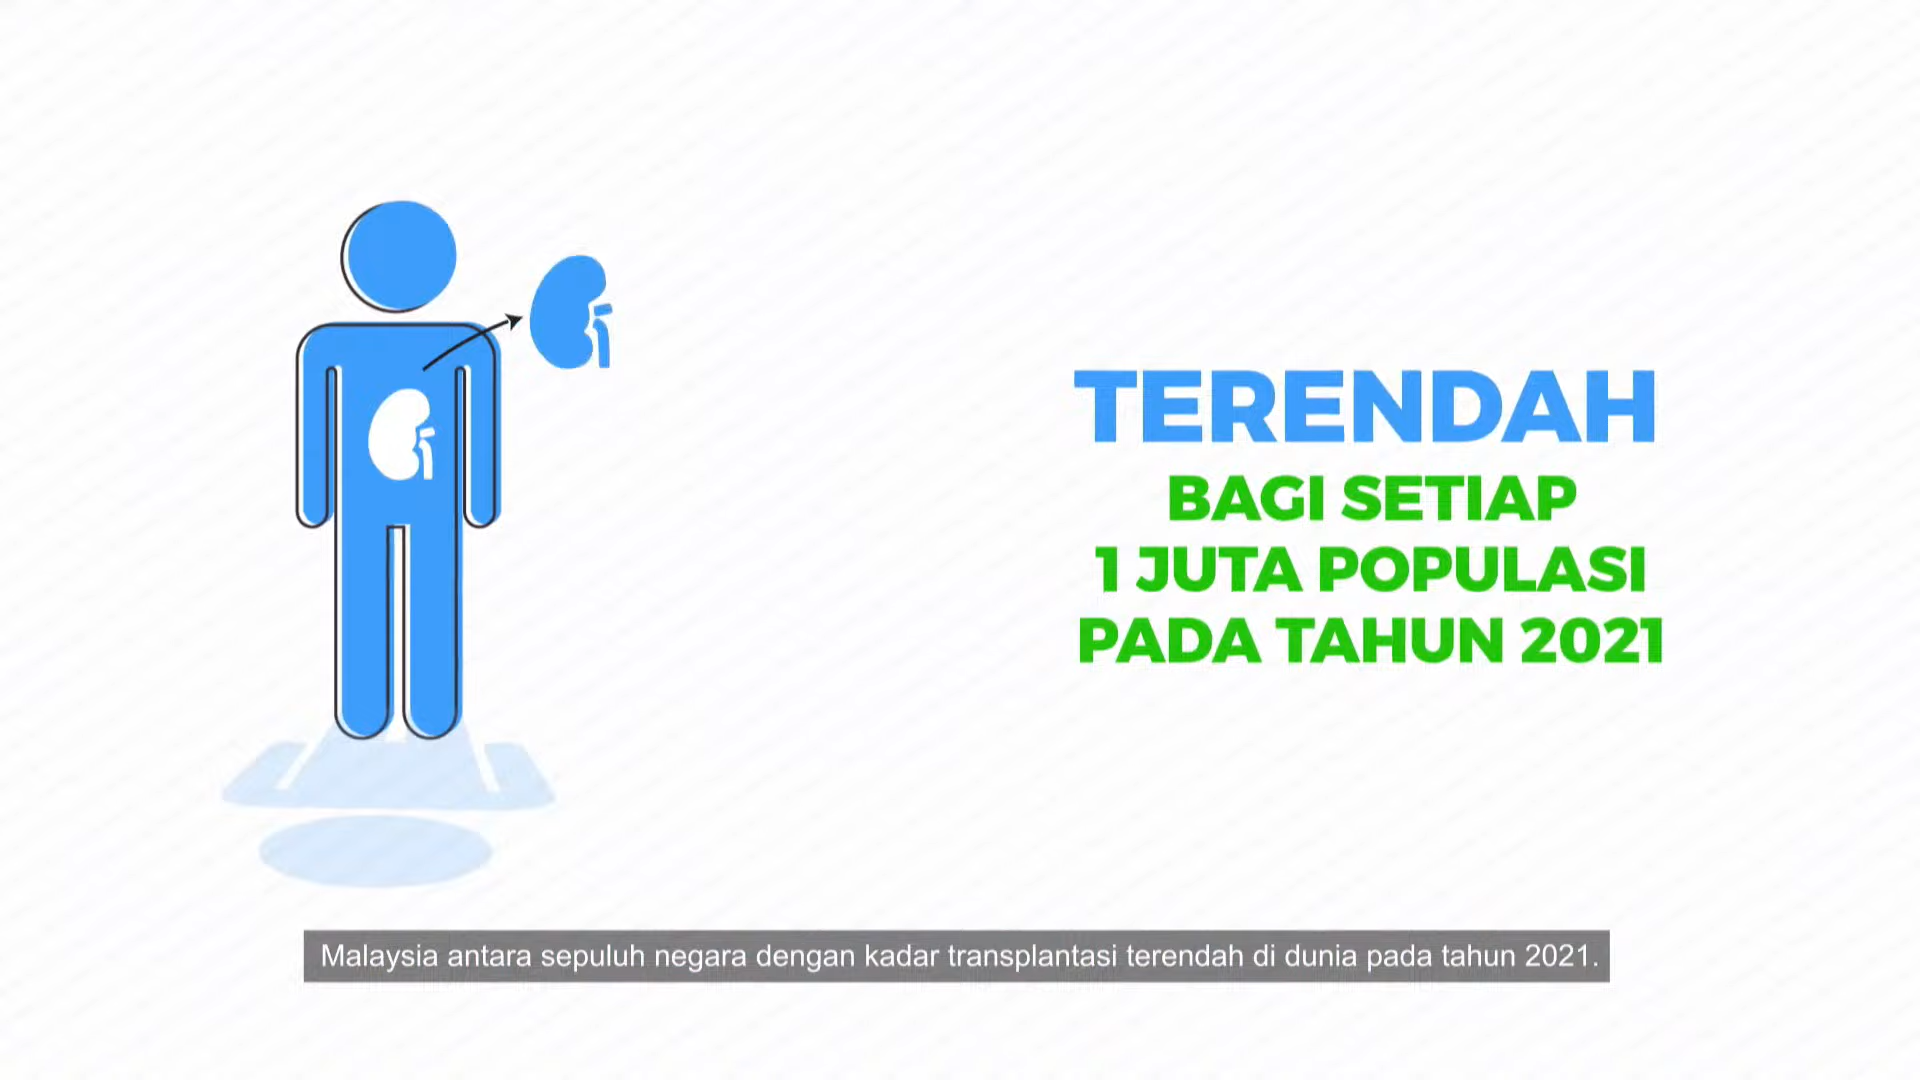 TERENDAH
BAGI SETIAP
1 JUTA POPULASI
PADA TAHUN 2021
Malaysia antara sepuluh negara dengan kadar transplantasi terendah di dunia pada tahun 2021.